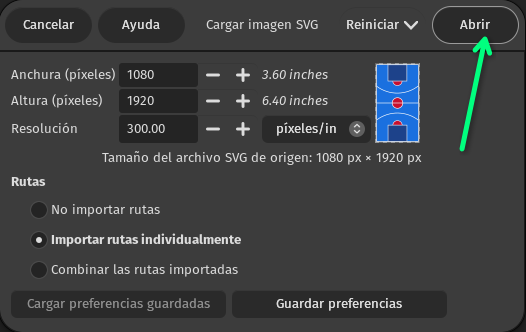 Cancelar Ayuda Cargar imagen SVG Reiniciar Abrir
Anchura (píxeles) 1080 3.60 inches
Altura (píxeles) 1920 6.40 inches
Resolución 300.00 píxeles/in
Tamaño del archivo SVG de origen: 1080 px × 1920 px
Rutas
No importar rutas
Importar rutas individualmente
Combinar las rutas importadas
Cargar preferencias guardadas Guardar preferencias